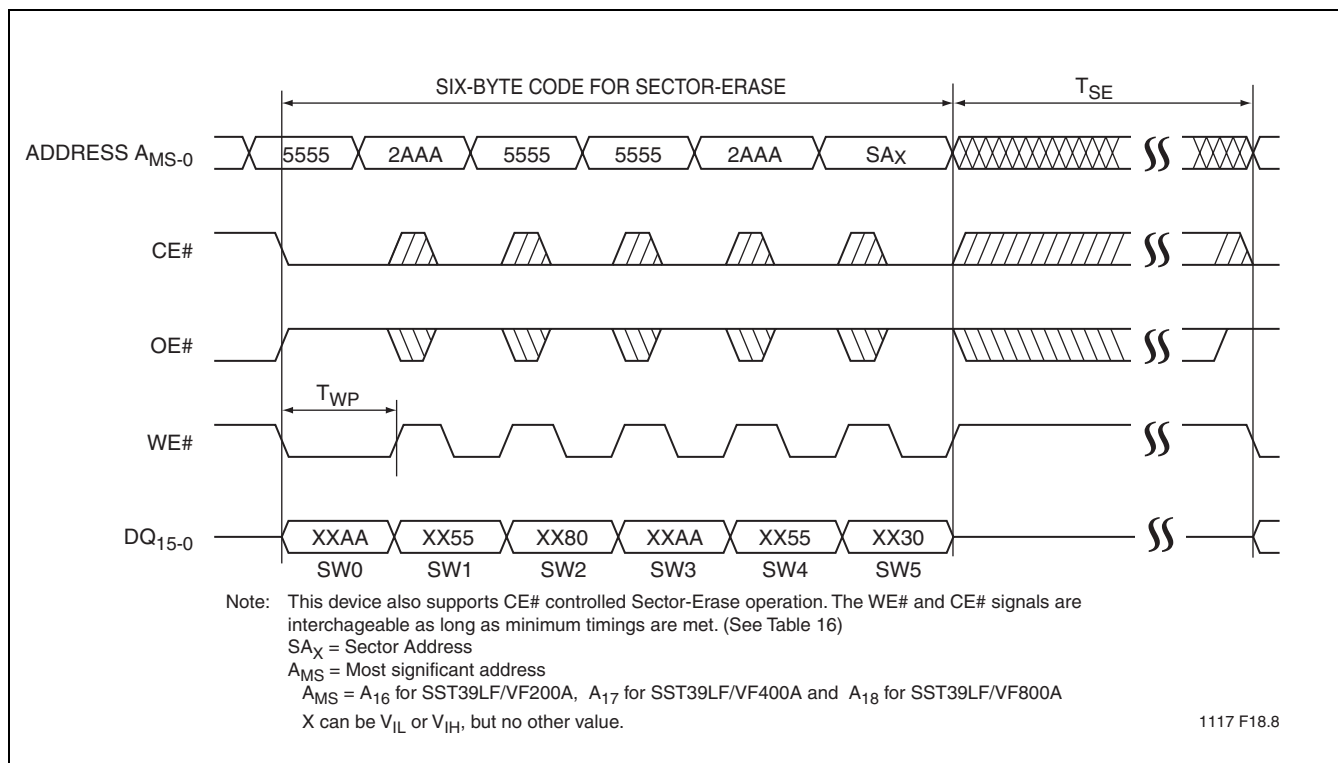 SIX-BYTE CODE FOR SECTOR-ERASE TSE
ADDRESS AMS-0 5555 2AAA 5555 5555 2AAA SAX
CE#
OE#
TWP
WE#
DQ15-0 XXAA XX55 XX80 XXAA XX55 XX30
SW0 SW1 SW2 SW3 SW4 SW5
Note: This device also supports CE# controlled Sector-Erase operation. The WE# and CE# signals are
interchageable as long as minimum timings are met. (See Table 16)
SAX = Sector Address
AMS = Most significant address
AMS = A16 for SST39LF/VF200A, A17 for SST39LF/VF400A and A18 for SST39LF/VF800A
X can be VIL or VIH, but no other value.
1117 F18.8